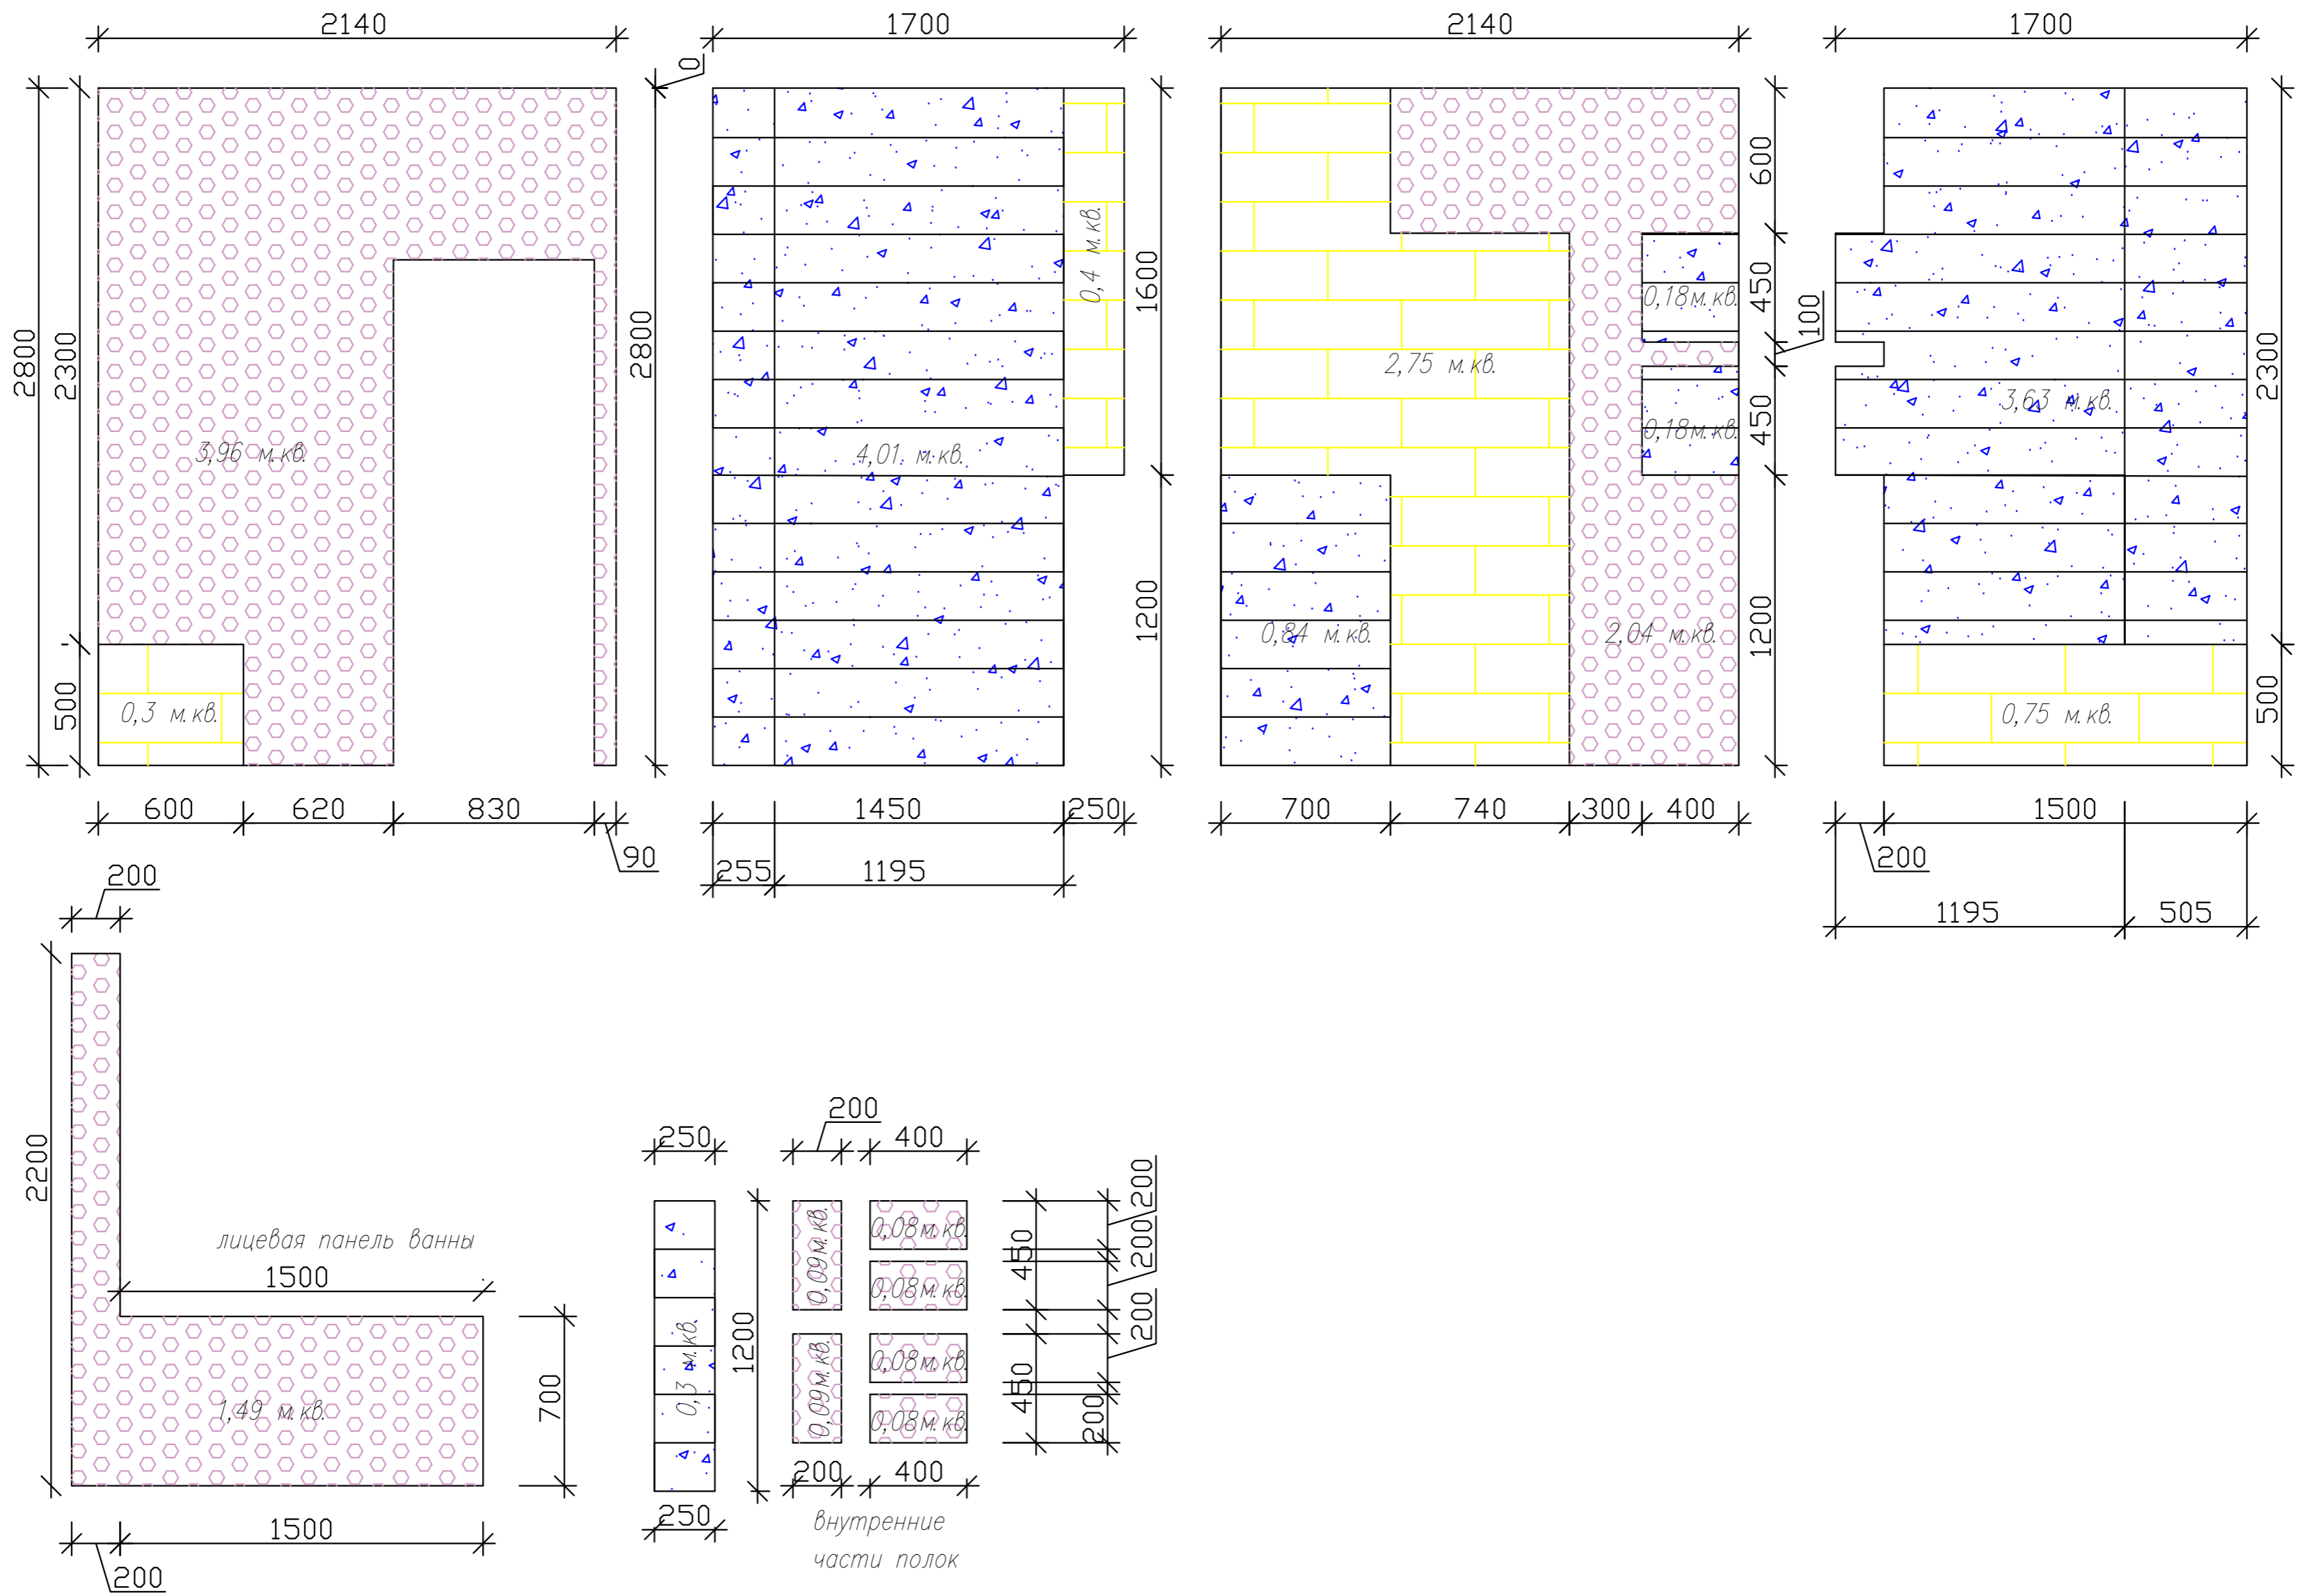 2140
1700
2140
1700
0
2800
2300
500
3,96 м.кв.
0,3 м.кв.
2800
4,01 м.кв.
0,4 м.кв.
1600
1200
2,75 м.кв.
0,84 м.кв.
2,04 м.кв.
0,18м.кв.
0,18м.кв.
600
450
100
450
1200
3,63 м.кв.
0,75 м.кв.
2300
500
600
620
830
90
1450
250
255
1195
700
740
300
400
200
1500
1195
505
200
2200
лицевая панель ванны
1500
1,49 м.кв.
700
1500
200
250
0,3 м.кв.
1200
250
200
400
0,09м.кв.
0,08м.кв.
0,08м.кв.
0,09м.кв.
0,08м.кв.
0,08м.кв.
450
450
200
200
200
200
200
400
внутренние
части полок